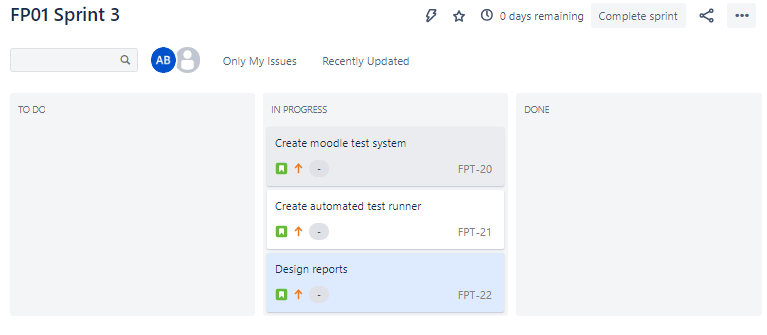 FP01 Sprint 3
0 days remaining
Complete sprint
AB
Only My Issues
Recently Updated
TO DO
IN PROGRESS
DONE
Create moodle test system
-
FPT-20
Create automated test runner
-
FPT-21
Design reports
-
FPT-22